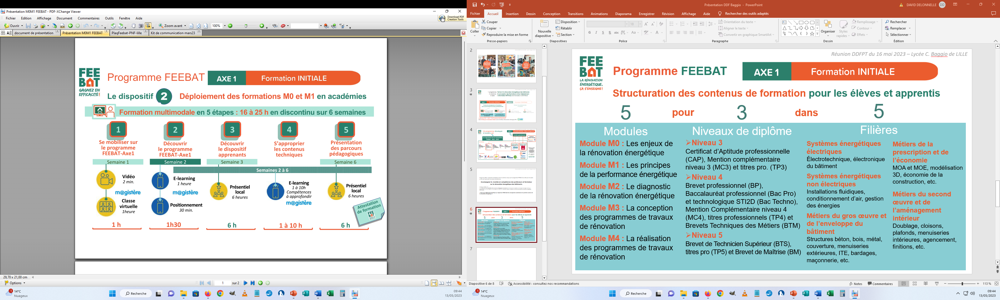 Présentation M0M1 FEEBAT - PDF-XChange Viewer
Fichier Edition Affichage Document Commentaires Outils Fenêtre Aide
Download PDF
Creation Tools
Ouvrir OCR Zoom avant 100%
document de présentation Présentation M0M1 FEEBAT PlaqFeebat-PNF-lille Kit de communication mars23
FEE
BAT
GAGNEZ EN
EFFICACITÉ !
Programme FEEBAT AXE 1 Formation INITIALE
Le dispositif 2 Déploiement des formations M0 et M1 en académies
Formation multimodale en 5 étapes : 16 à 25 h en discontinu sur 6 semaines
1
Se mobiliser sur
le programme
FEEBAT-Axe1
2
Découvrir
le programme
FEEBAT-Axe1
3
Découvrir
le dispositif
apprenants
4
S'approprier
les contenus
techniques
5
Présentation
des parcours
pédagogiques
Semaine 1 Semaine 2 Semaine 3 Semaine 6
Semaines 2 à 6
Vidéo
2 min.
m@gistère
Classe
virtuelle
1heure
E-learning
1 heure
m@gistère
Positionnement
30 min.
Présentiel
local
6 heures
E-learning
1 à 10h
Compétences
à approfondir
m@gistère
Présentiel
local
6 heures
Attestation
de formation
FEE
BAT
1 h 1h30 6 h 1 à 10 h 6 h
29,70 x 21,00 cm
Options 1 sur 2
14°C
Nuageux
Recherche
09:44
13/05/2023
Présentation DDF Baggio - PowerPoint
DAVID DELONNELLE DD
Fichier Accueil Insertion Dessin Conception Transitions Animations Diaporama Enregistrer Révision Affichage Aide Rechercher des outils adaptés
Coller
Couper
Copier
Reproduire la mise en forme
Presse-papiers
Nouvelle
diapositive
Disposition
Rétablir
Section
Diapositives
18
G I S S abc AV Aa
Police
Orientation du texte
Aligner le texte
Convertir en graphique SmartArt
Paragraphe
Organiser
Styles
rapides
Remplissage
Contour
Effets
Dessin
Rechercher
Remplacer
Sélectionner
Édition
2
3
4
5
6
7
Réunion DDFPT du 16 mai 2023 – Lycée C. Baggio de LILLE
FEE
BAT
LA RÉNOVATION
ÉNERGÉTIQUE,
ÇA S'ENSEIGNE !
Programme FEEBAT AXE 1 Formation INITIALE
Structuration des contenus de formation pour les élèves et apprentis
5 pour 3 dans 5
Modules
Module M0 : Les enjeux de
la rénovation énergétique
Module M1 : Les principes
de la performance énergétique
Module M2 : Le diagnostic
de la rénovation énergétique
Module M3 : La conception
des programmes de travaux
de rénovation
Module M4 : La réalisation
des programmes de travaux
de rénovation
Niveaux de diplôme
➢Niveau 3
Certificat d'Aptitude professionnelle
(CAP), Mention complémentaire
niveau 3 (MC3) et titres pro. (TP3)
➢Niveau 4
Brevet professionnel (BP),
Baccalauréat professionnel (Bac Pro)
et technologique STI2D (Bac Techno),
Mention Complémentaire niveau 4
(MC4), titres professionnels (TP4) et
Brevets Techniques des Métiers (BTM)
➢Niveau 5
Brevet de Technicien Supérieur (BTS),
titres pro (TP5) et Brevet de Maîtrise (BM)
Filières
Systèmes énergétiques
électriques
Électrotechnique, électronique
du bâtiment
Systèmes énergétiques
non électriques
Installations fluidiques,
conditionnement d'air, gestion
des énergies
Métiers du gros œuvre et
de l'enveloppe du
bâtiment
Structures béton, bois, métal,
couverture, menuiseries
extérieures, ITE, bardages,
maçonnerie, etc.
Métiers de la
prescription et de
l'économie
MOA et MOE, modélisation
3D, économie de la
construction, etc.
Métiers du second
œuvre et de
l'aménagement
intérieur
Doublage, cloisons,
plafonds, menuiseries
intérieures, agencement,
finitions, etc.
Diapositive 6 de 8 Accessibilité : consultez nos recommandations
Notes Commentaires 113 %
14°C
Nuageux
Recherche
09:44
13/05/2023